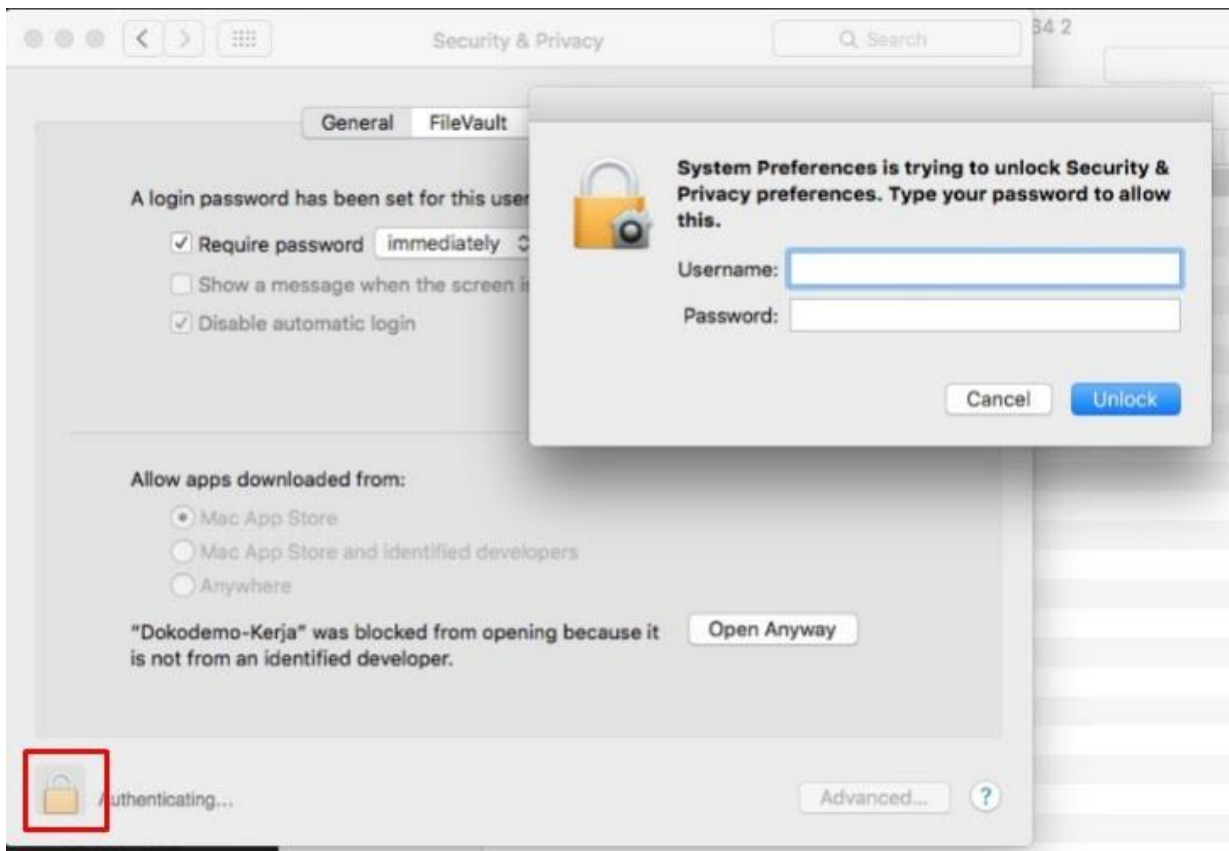 Security & Privacy
Search
64 2
General
FileVault
A login password has been set for this user
Require password
immediately
Show a message when the screen is
Disable automatic login
System Preferences is trying to unlock Security &
Privacy preferences. Type your password to allow
this.
Username:
Password:
Cancel
Unlock
Allow apps downloaded from:
Mac App Store
Mac App Store and identified developers
Anywhere
"Dokodemo-Kerja" was blocked from opening because it
is not from an identified developer.
Open Anyway
Authenticating...
Advanced...
?